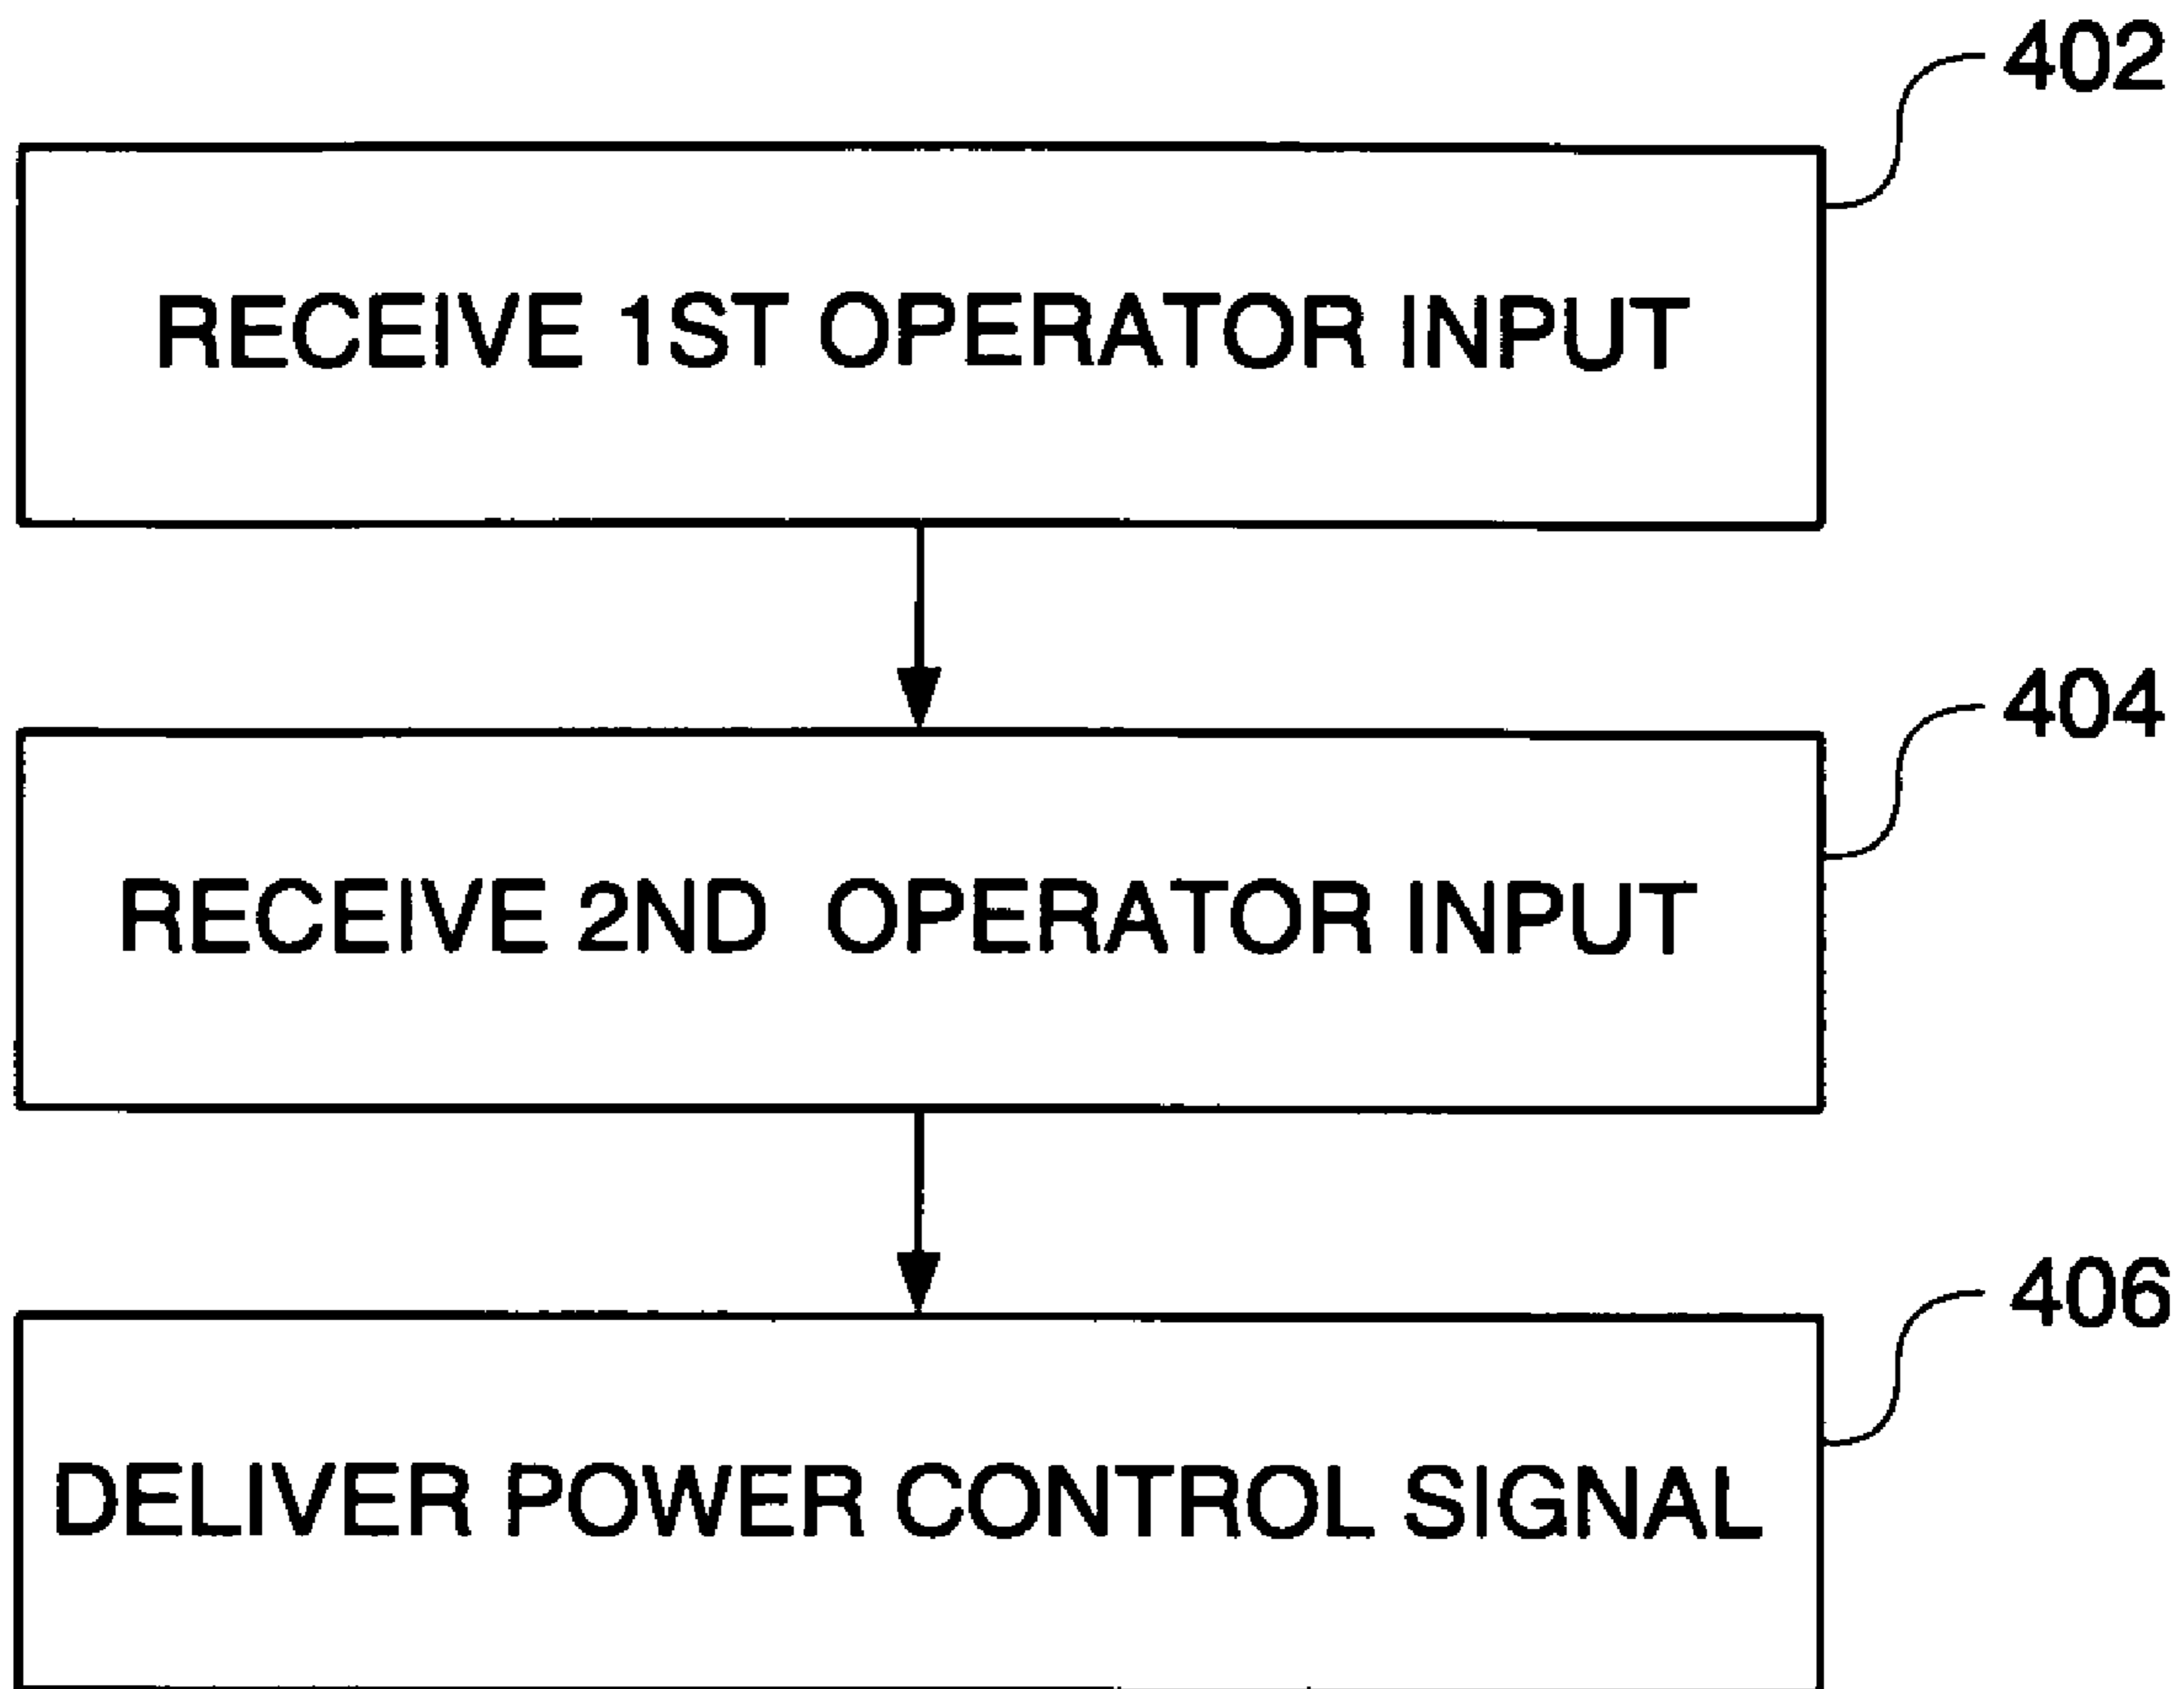 402
RECEIVE 1ST OPERATOR INPUT
404
RECEIVE 2ND OPERATOR INPUT
406
DELIVER POWER CONTROL SIGNAL